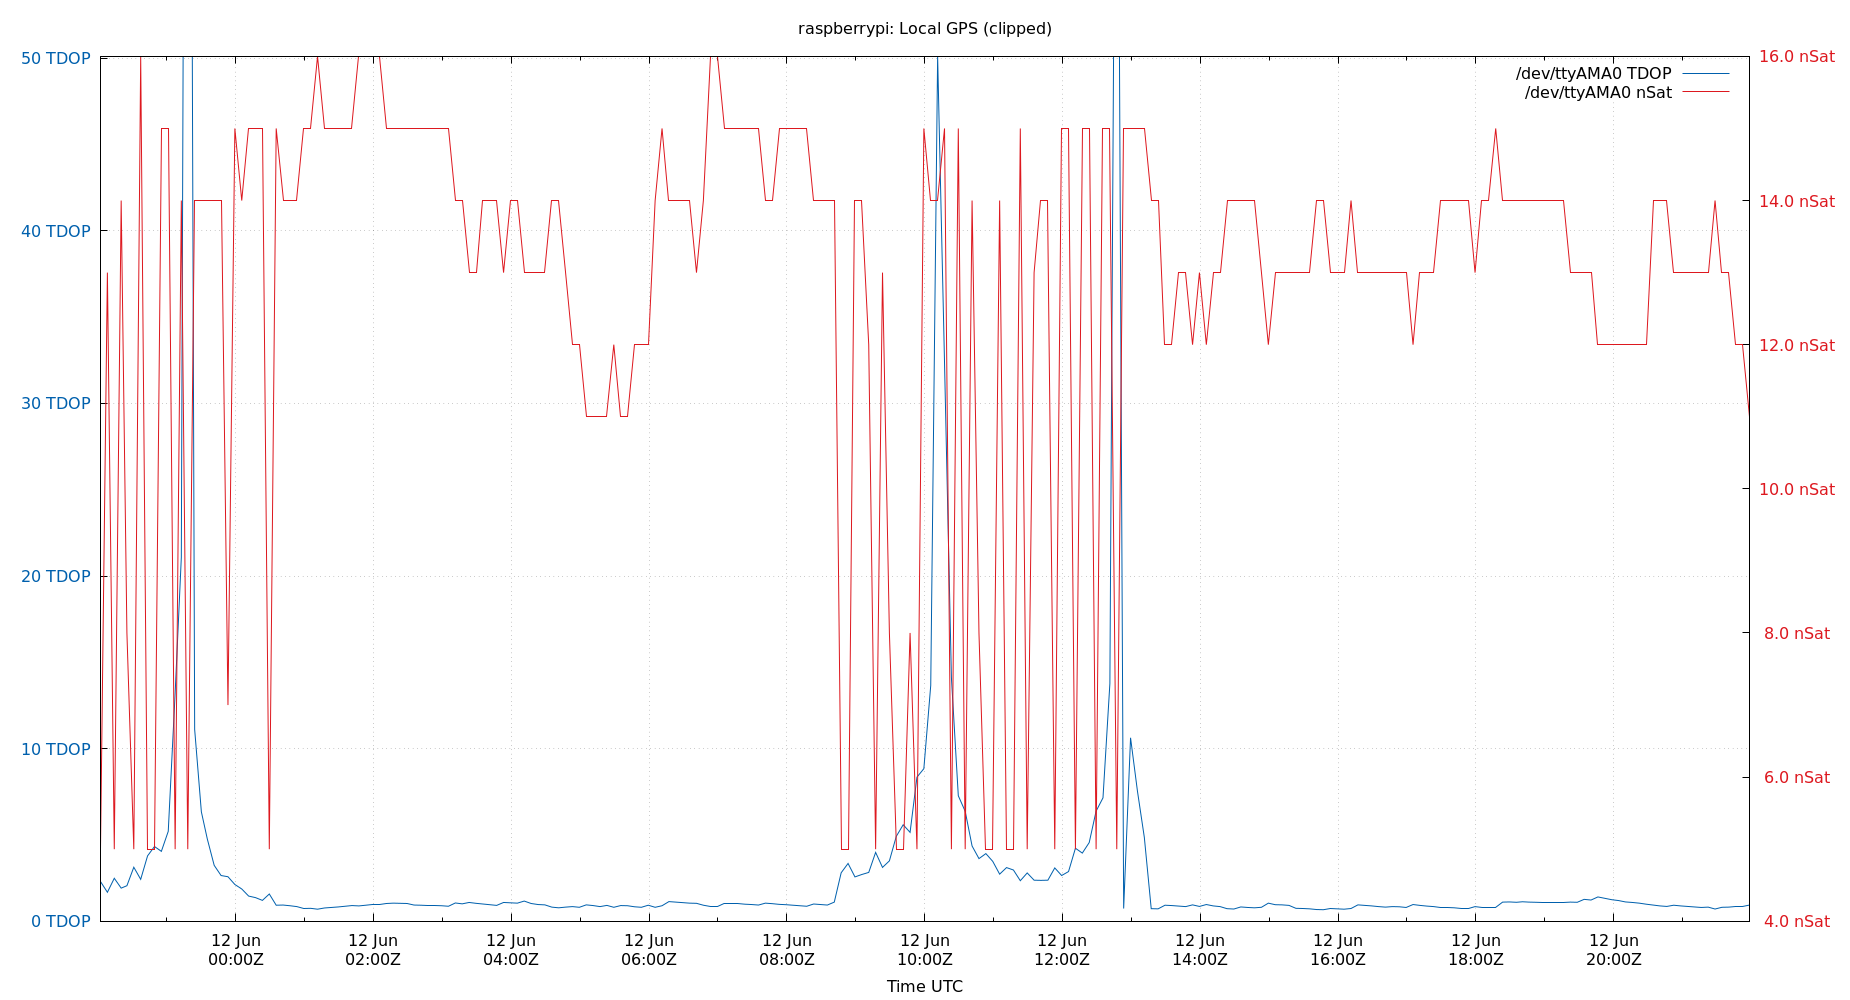 raspberrypi: Local GPS (clipped)
/dev/ttyAMA0 TDOP
/dev/ttyAMA0 nSat
50 TDOP
40 TDOP
30 TDOP
20 TDOP
10 TDOP
0 TDOP
16.0 nSat
14.0 nSat
12.0 nSat
10.0 nSat
8.0 nSat
6.0 nSat
4.0 nSat
12 Jun
00:00Z
12 Jun
02:00Z
12 Jun
04:00Z
12 Jun
06:00Z
12 Jun
08:00Z
12 Jun
10:00Z
12 Jun
12:00Z
12 Jun
14:00Z
12 Jun
16:00Z
12 Jun
18:00Z
12 Jun
20:00Z
Time UTC